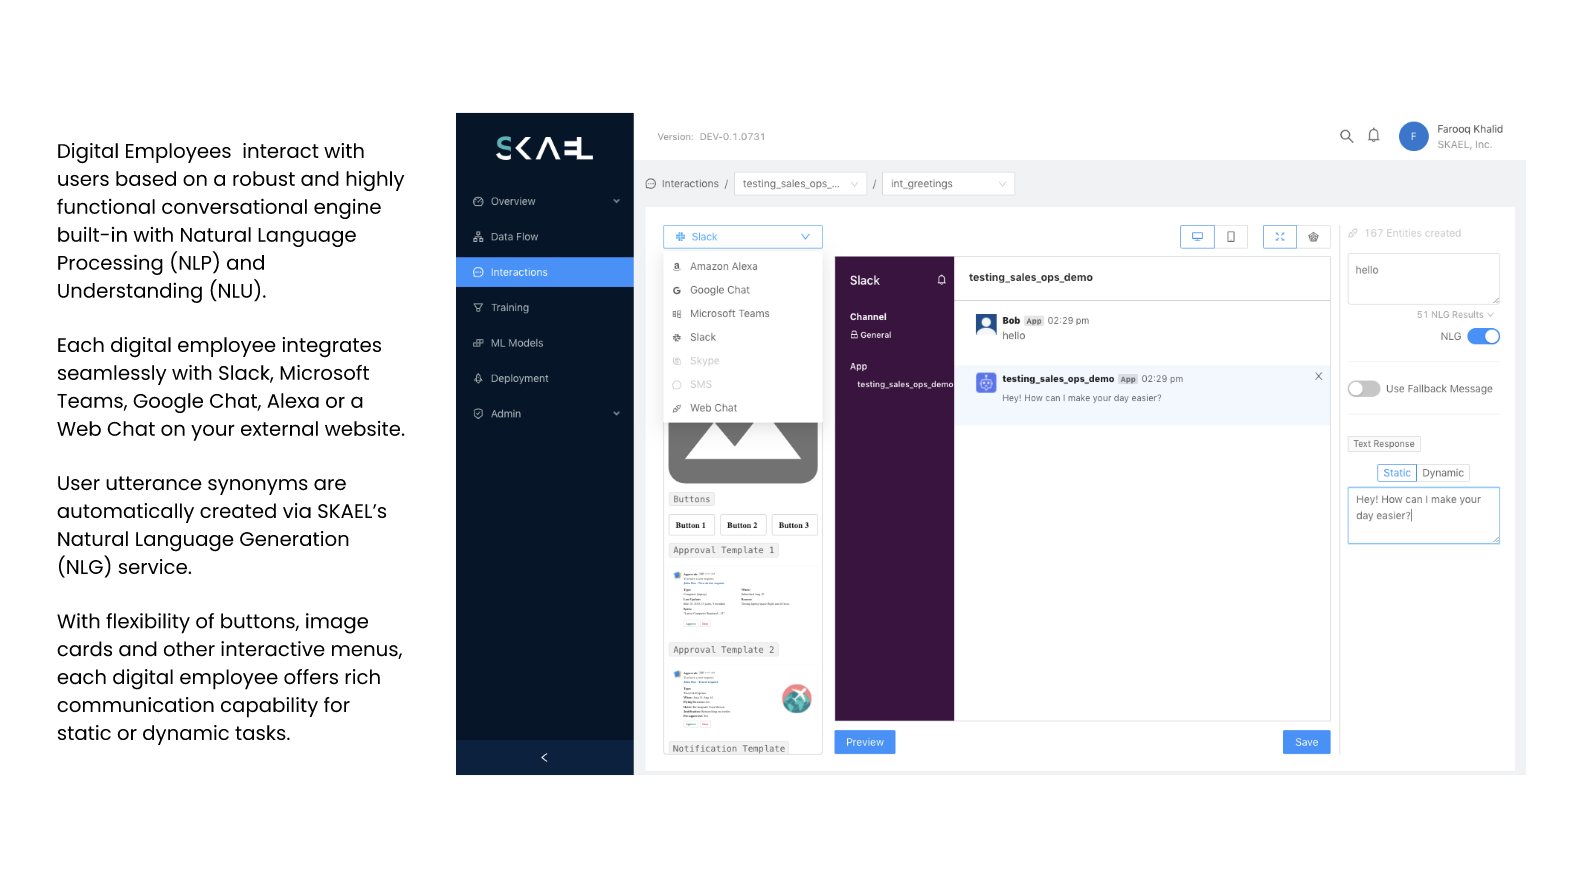 Digital Employees  interact with
users based on a robust and highly
functional conversational engine
built-in with Natural Language
Processing (NLP) and
Understanding (NLU).
Each digital employee integrates
seamlessly with Slack, Microsoft
Teams, Google Chat, Alexa or a
Web Chat on your external website.
User utterance synonyms are
automatically created via SKAEL’s
Natural Language Generation
(NLG) service.
With flexibility of buttons, image
cards and other interactive menus,
each digital employee offers rich
communication capability for
static or dynamic tasks.
SKAEL
Overview
Data Flow
Interactions
Training
ML Models
Deployment
Admin
Version: DEV-0.1.0731
F
Farooq Khalid
SKAEL, Inc.
Interactions / testing_sales_ops_... / int_greetings
Slack
Amazon Alexa
Google Chat
Microsoft Teams
Slack
Skype
SMS
Web Chat
Buttons
Button 1 Button 2 Button 3
Approval Template 1
Approval Template 2
Notification Template
Slack
Channel
General
App
testing_sales_ops_demo
testing_sales_ops_demo
Bob App 02:29 pm
hello
testing_sales_ops_demo App 02:29 pm
Hey! How can I make your day easier?
Preview
Save
167 Entities created
hello
51 NLG Results
NLG
Use Fallback Message
Text Response
Static Dynamic
Hey! How can I make your
day easier?